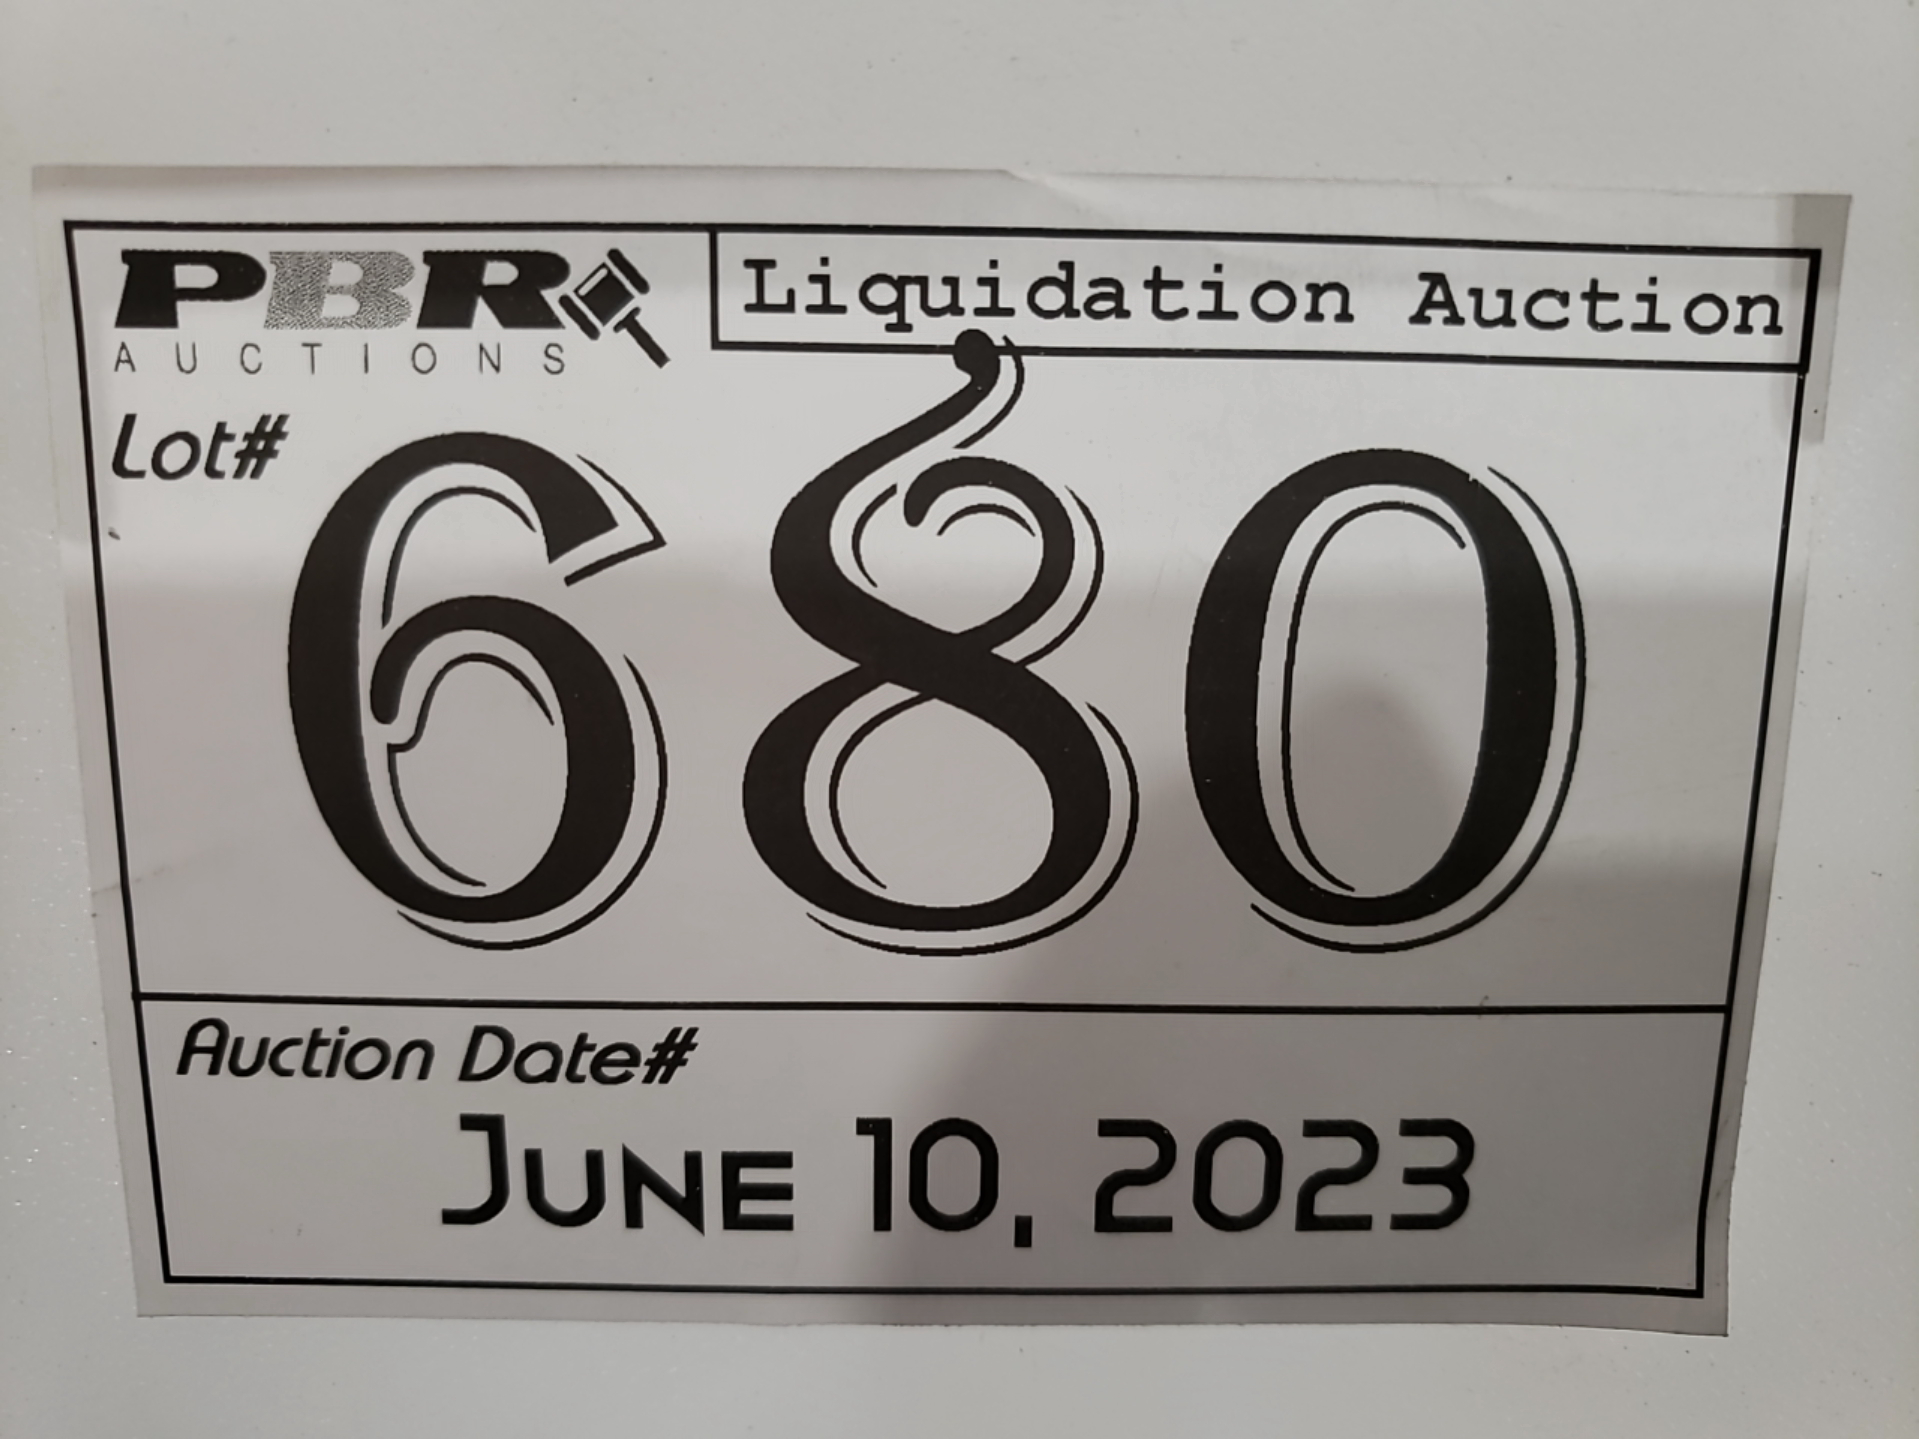 PBR
AUCTIONS
Liquidation Auction
Lot#
680
Auction Date#
JUNE 10, 2023